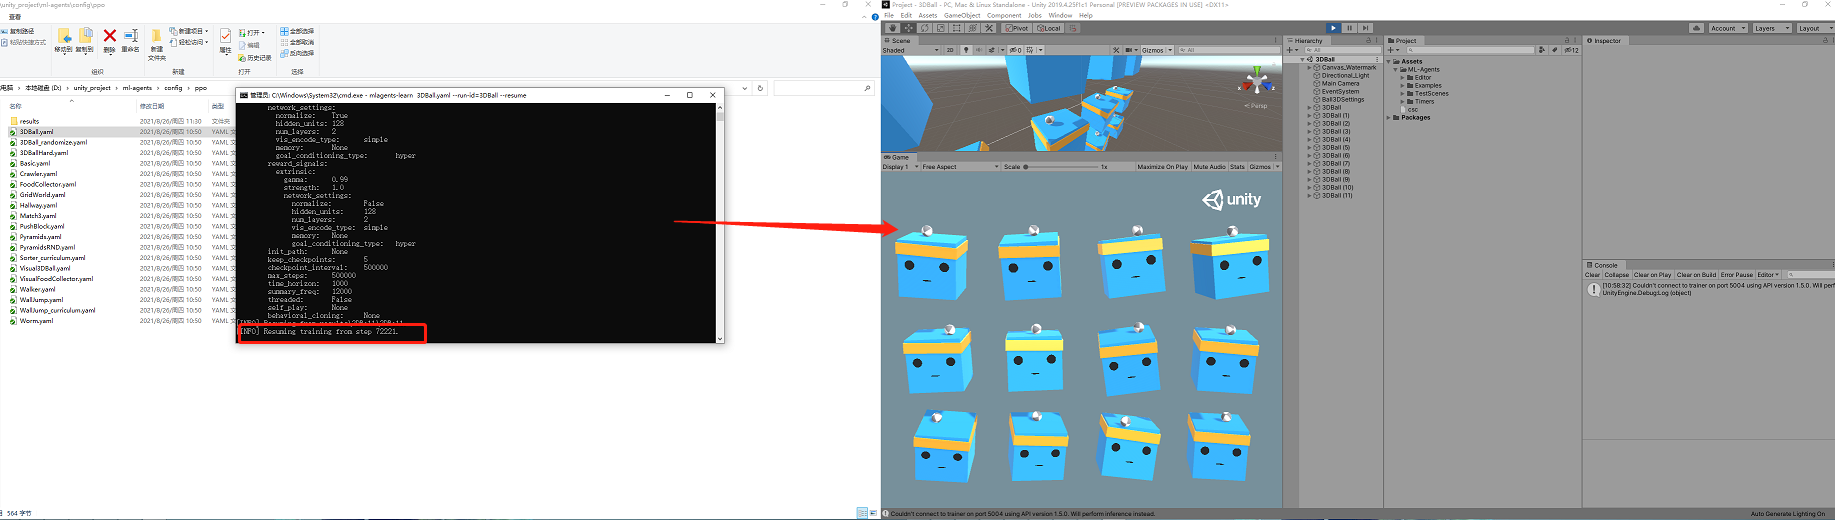 \unity_project\ml-agents\config\ppo
查看
复制路径
粘贴快捷方式
移动到 复制到 删除 重命名
组织
新建
文件夹
新建项目
轻松访问
新建
属性
打开
编辑
历史记录
打开
全部选择
全部取消
反向选择
选择
电脑 › 本地磁盘 (D:) › unity_project › ml-agents › config › ppo
名称 修改日期 类型
results 2021/8/26/周四 11:30 文件夹
3DBall.yaml 2021/8/26/周四 10:50 YAML 文
3DBall_randomize.yaml 2021/8/26/周四 10:50 YAML 文
3DBallHard.yaml 2021/8/26/周四 10:50 YAML 文
Basic.yaml 2021/8/26/周四 10:50 YAML 文
Crawler.yaml 2021/8/26/周四 10:50 YAML 文
FoodCollector.yaml 2021/8/26/周四 10:50 YAML 文
GridWorld.yaml 2021/8/26/周四 10:50 YAML 文
Hallway.yaml 2021/8/26/周四 10:50 YAML 文
Match3.yaml 2021/8/26/周四 10:50 YAML 文
PushBlock.yaml 2021/8/26/周四 10:50 YAML 文
Pyramids.yaml 2021/8/26/周四 10:50 YAML 文
PyramidsRND.yaml 2021/8/26/周四 10:50 YAML 文
Sorter_curriculum.yaml 2021/8/26/周四 10:50 YAML 文
Visual3DBall.yaml 2021/8/26/周四 10:50 YAML 文
VisualFoodCollector.yaml 2021/8/26/周四 10:50 YAML 文
Walker.yaml 2021/8/26/周四 10:50 YAML 文
WallJump.yaml 2021/8/26/周四 10:50 YAML 文
WallJump_curriculum.yaml 2021/8/26/周四 10:50 YAML 文
Worm.yaml 2021/8/26/周四 10:50 YAML 文
564 字节
管理员: C:\Windows\System32\cmd.exe - mlagents-learn 3DBall.yaml --run-id=3DBall --resume
network_settings:
normalize: True
hidden_units: 128
num_layers: 2
vis_encode_type: simple
memory: None
goal_conditioning_type: hyper
reward_signals:
extrinsic:
gamma: 0.99
strength: 1.0
network_settings:
normalize: False
hidden_units: 128
num_layers: 2
vis_encode_type: simple
memory: None
goal_conditioning_type: hyper
init_path: None
keep_checkpoints: 5
checkpoint_interval: 500000
max_steps: 500000
time_horizon: 1000
summary_freq: 12000
threaded: False
self_play: None
behavioral_cloning: None
[INFO] Resuming training from step 72221.
Project - 3DBall - PC, Mac & Linux Standalone - Unity 2019.4.25f1c1 Personal [PREVIEW PACKAGES IN USE] <DX11>
File Edit Assets GameObject Component Jobs Window Help
Pivot Local Account Layers Layout
Scene
Shaded 2D 0 Gizmos All
x z
Persp
Game
Display 1 Free Aspect Scale 1x Maximize On Play Mute Audio Stats Gizmos
unity
Hierarchy
All
3DBall
Canvas_Watermark
Directional_Light
Main Camera
EventSystem
Ball3DSettings
3DBall
3DBall (1)
3DBall (2)
3DBall (3)
3DBall (4)
3DBall (5)
3DBall (6)
3DBall (7)
3DBall (8)
3DBall (9)
3DBall (10)
3DBall (11)
Project
12
Assets
ML-Agents
Editor
Examples
TestScenes
Timers
csc
Packages
Inspector
Console
Clear Collapse Clear on Play Clear on Build Error Pause Editor
[10:58:32] Couldn't connect to trainer on port 5004 using API version 1.5.0. Will perf
UnityEngine.Debug:Log (object)
Couldn't connect to trainer on port 5004 using API version 1.5.0. Will perform inference instead.
Auto Generate Lighting On